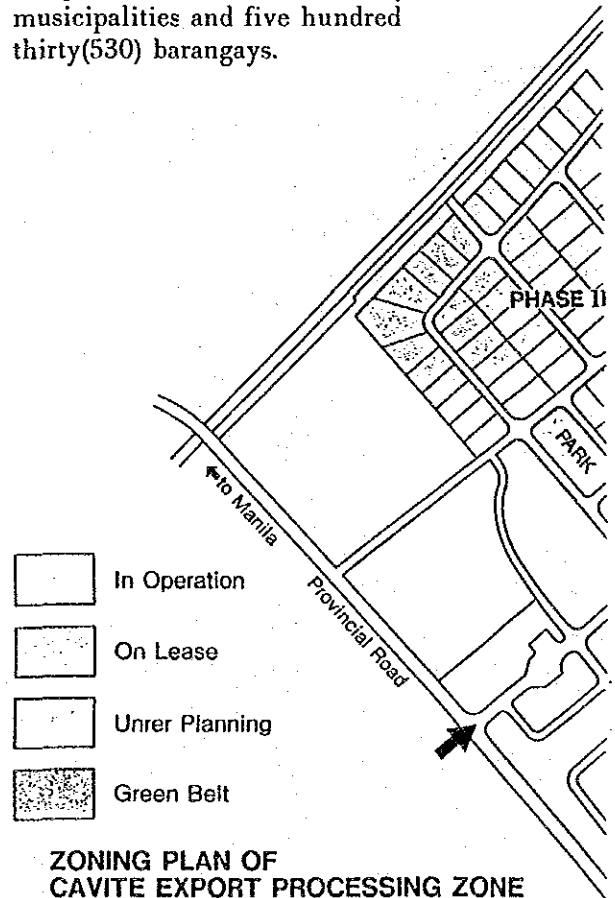 musicipalities and five hundred
thirty(530) barangays.
PHASE II
PARK
to Manila
Provincial Road
In Operation
On Lease
Unrer Planning
Green Belt
ZONING PLAN OF
CAVITE EXPORT PROCESSING ZONE